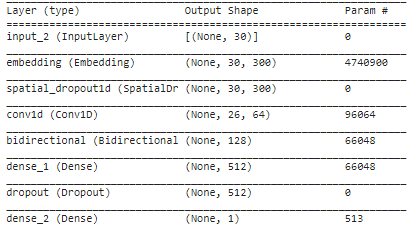 Layer (type) Output Shape Param #
input_2 (InputLayer) [(None, 30)] 0
embedding (Embedding) (None, 30, 300) 4740900
spatial_dropout1d (SpatialDr (None, 30, 300) 0
conv1d (Conv1D) (None, 26, 64) 96064
bidirectional (Bidirectional (None, 128) 66048
dense_1 (Dense) (None, 512) 66048
dropout (Dropout) (None, 512) 0
dense_2 (Dense) (None, 1) 513